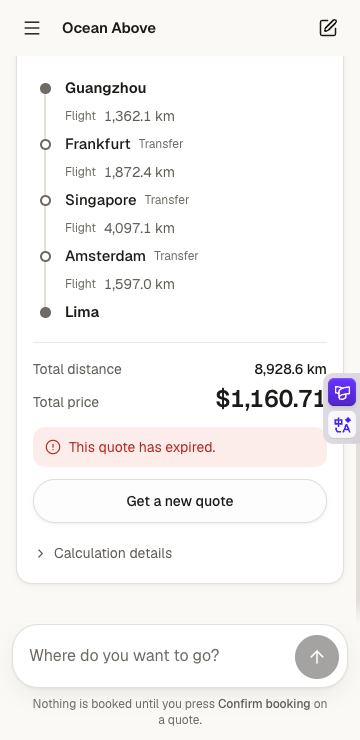 Ocean Above
Guangzhou
Flight 1,362.1 km
Frankfurt Transfer
Flight 1,872.4 km
Singapore Transfer
Flight 4,097.1 km
Amsterdam Transfer
Flight 1,597.0 km
Lima
Total distance 8,928.6 km
Total price $1,160.71
This quote has expired.
Get a new quote
Calculation details
中A
Where do you want to go?
Nothing is booked until you press Confirm booking on
a quote.